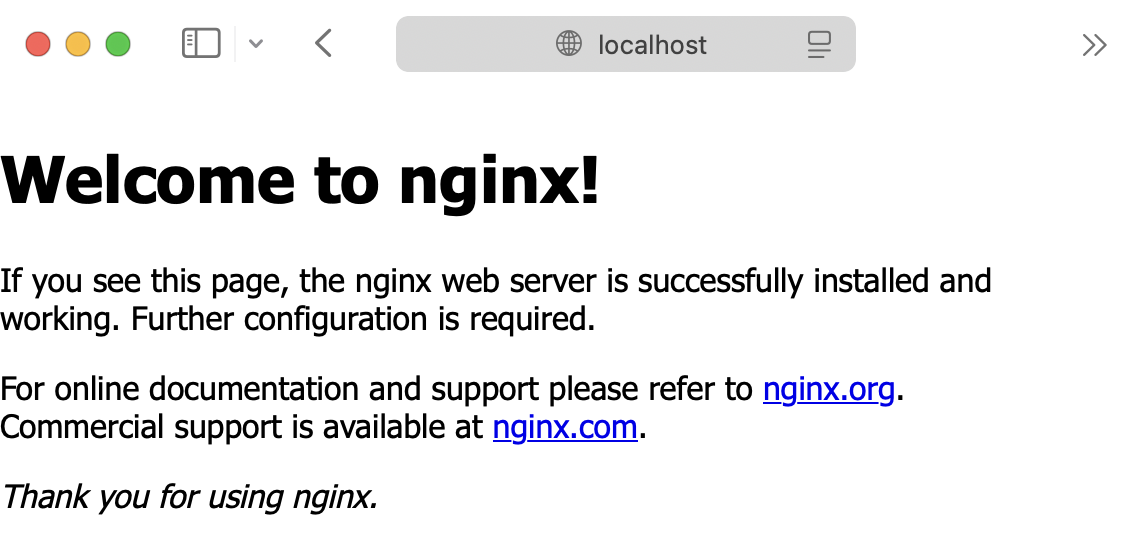 localhost
Welcome to nginx!
If you see this page, the nginx web server is successfully installed and
working. Further configuration is required.
For online documentation and support please refer to nginx.org.
Commercial support is available at nginx.com.
Thank you for using nginx.